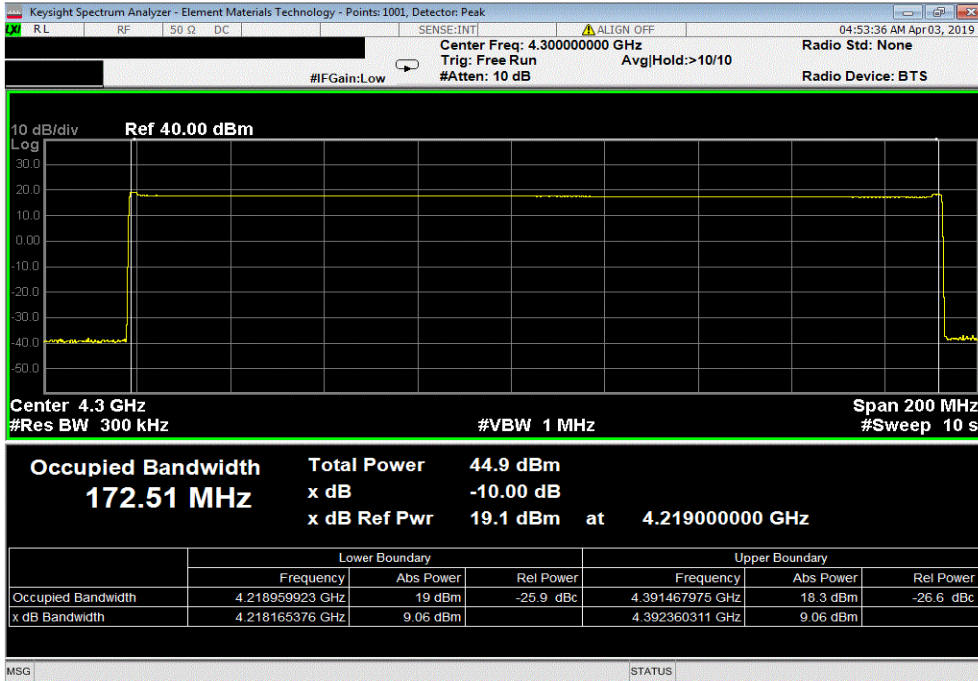 Keysight Spectrum Analyzer - Element Materials Technology - Points: 1001, Detector: Peak
LXI RL RF 50 Ω DC SENSE:INT ALIGN OFF 04:53:36 AM Apr 03, 2019
Center Freq: 4.300000000 GHz Radio Std: None
Trig: Free Run Avg|Hold:>10/10
#IFGain:Low #Atten: 10 dB Radio Device: BTS
10 dB/div Ref 40.00 dBm
Log
30.0
20.0
10.0
0.00
-10.0
-20.0
-30.0
-40.0
-50.0
Center 4.3 GHz Span 200 MHz
#Res BW 300 kHz #VBW 1 MHz #Sweep 10 s
Occupied Bandwidth Total Power 44.9 dBm
172.51 MHz x dB -10.00 dB
x dB Ref Pwr 19.1 dBm at 4.219000000 GHz
Lower Boundary Upper Boundary
Frequency Abs Power Rel Power Frequency Abs Power Rel Power
Occupied Bandwidth 4.218959923 GHz 19 dBm -25.9 dBc 4.391467975 GHz 18.3 dBm -26.6 dBc
x dB Bandwidth 4.218165376 GHz 9.06 dBm 4.392360311 GHz 9.06 dBm
MSG STATUS